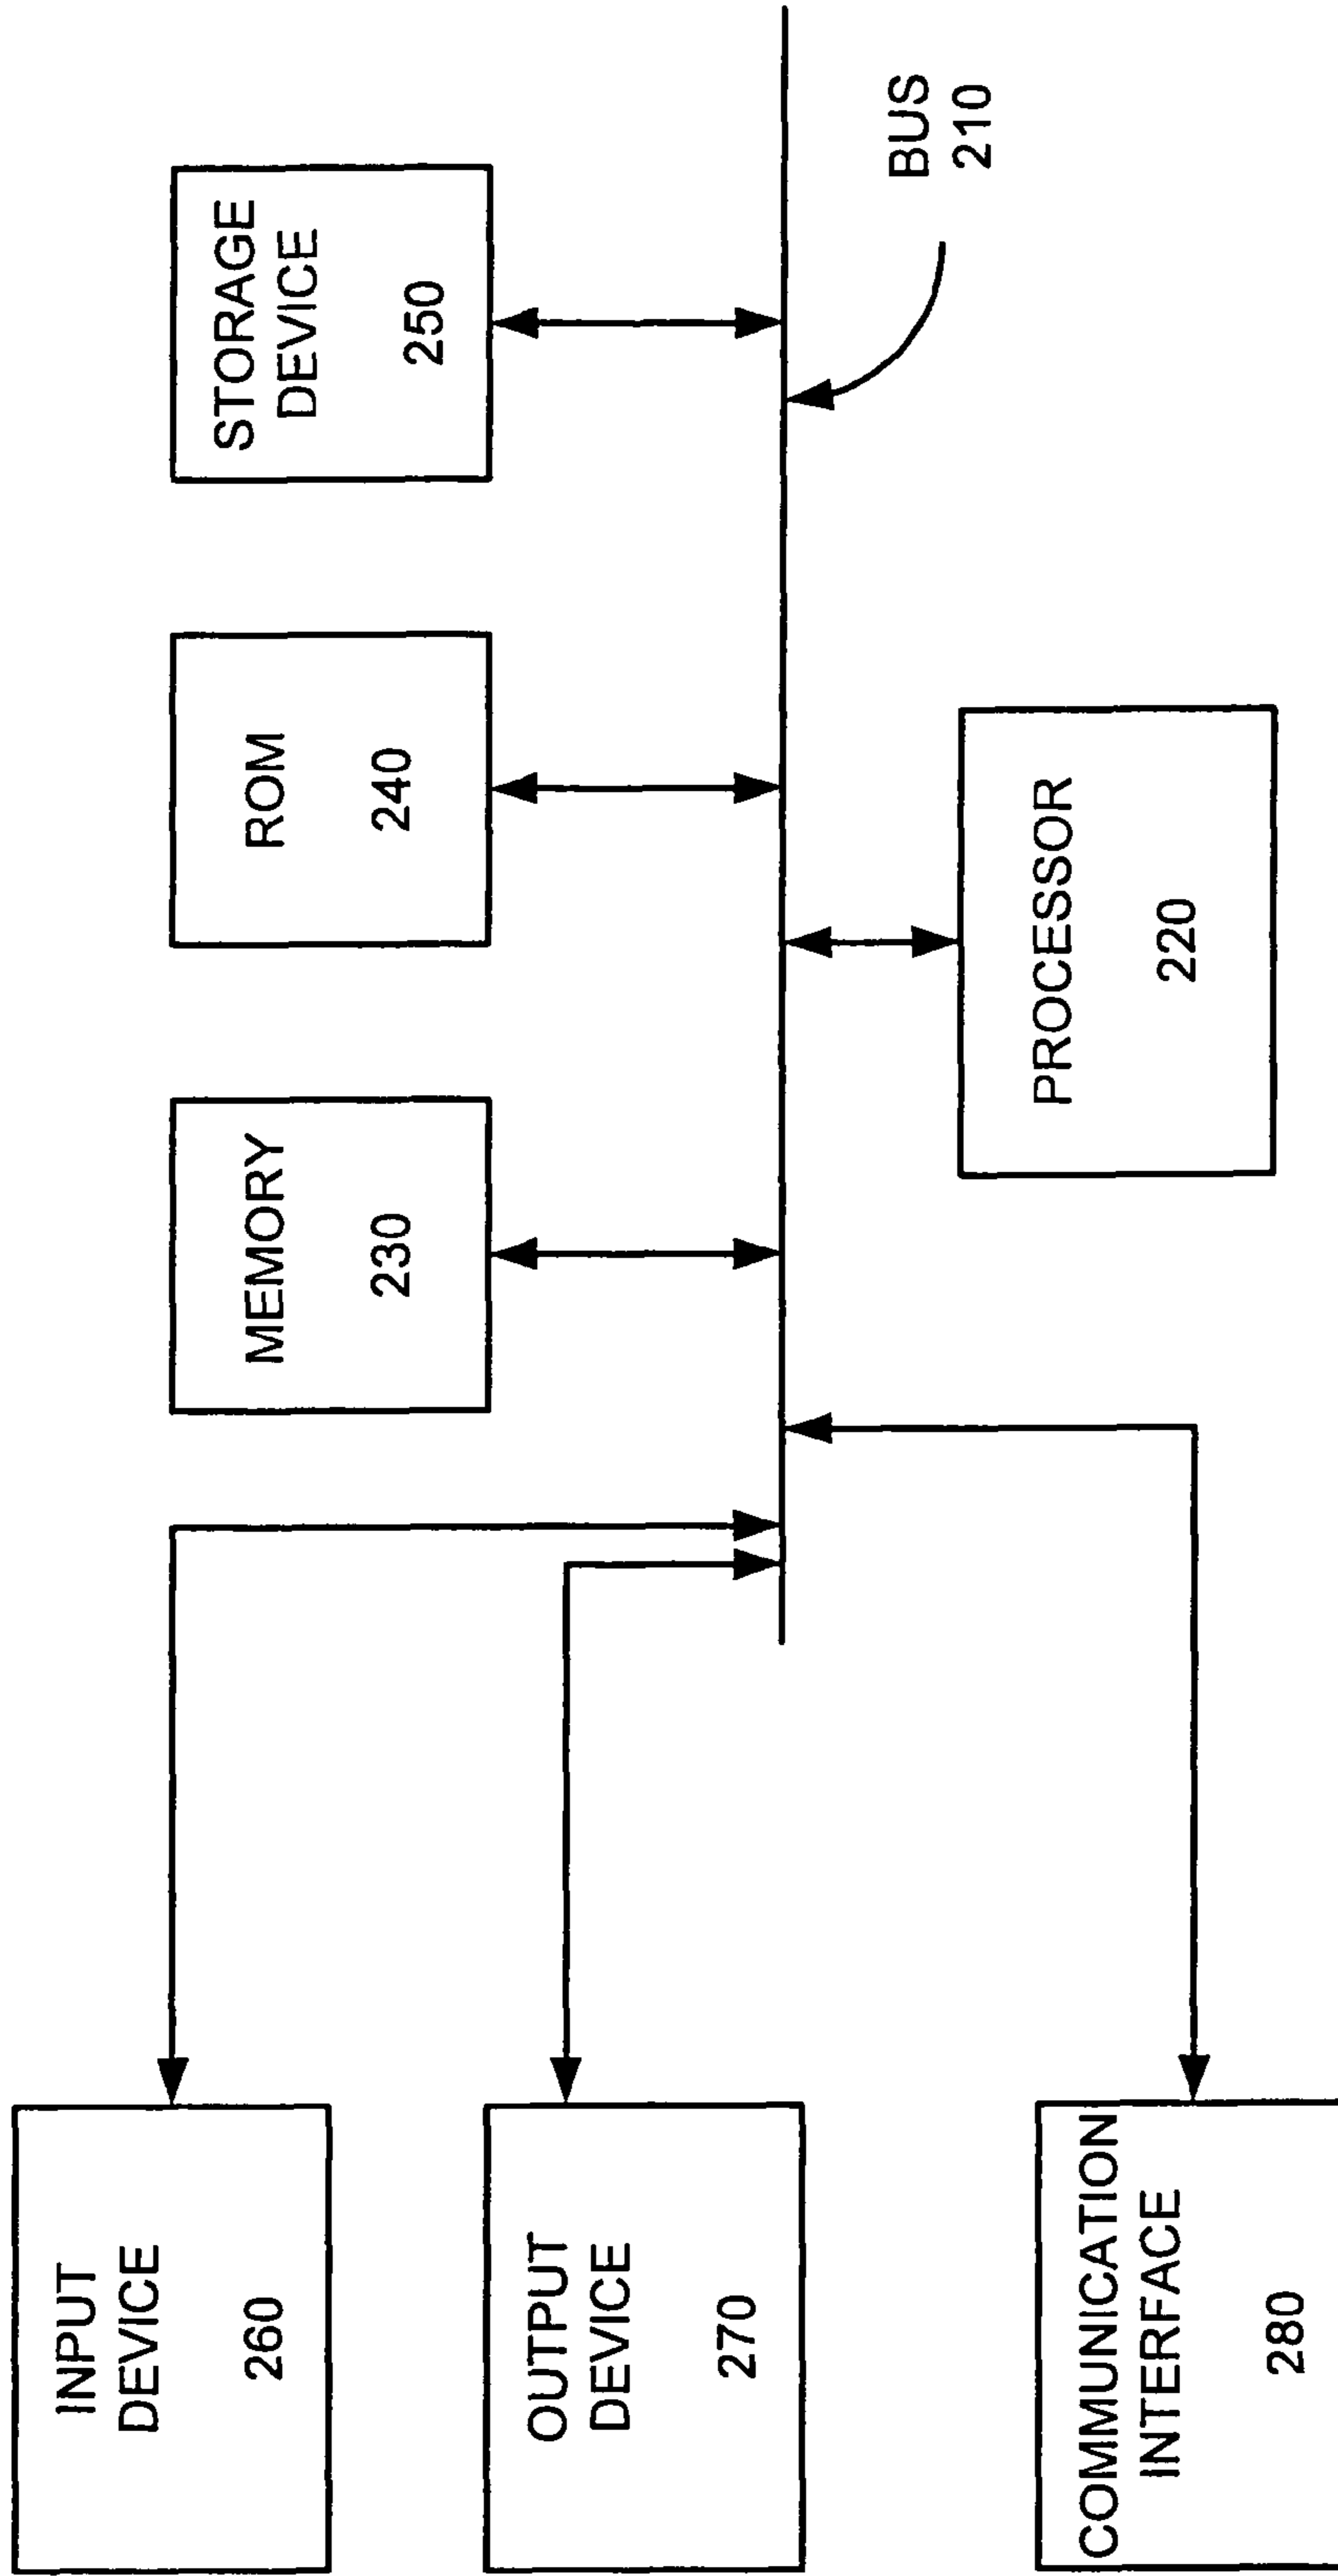 INPUT
DEVICE
260
OUTPUT
DEVICE
270
COMMUNICATION
INTERFACE
280
MEMORY
230
ROM
240
STORAGE
DEVICE
250
PROCESSOR
220
BUS
210